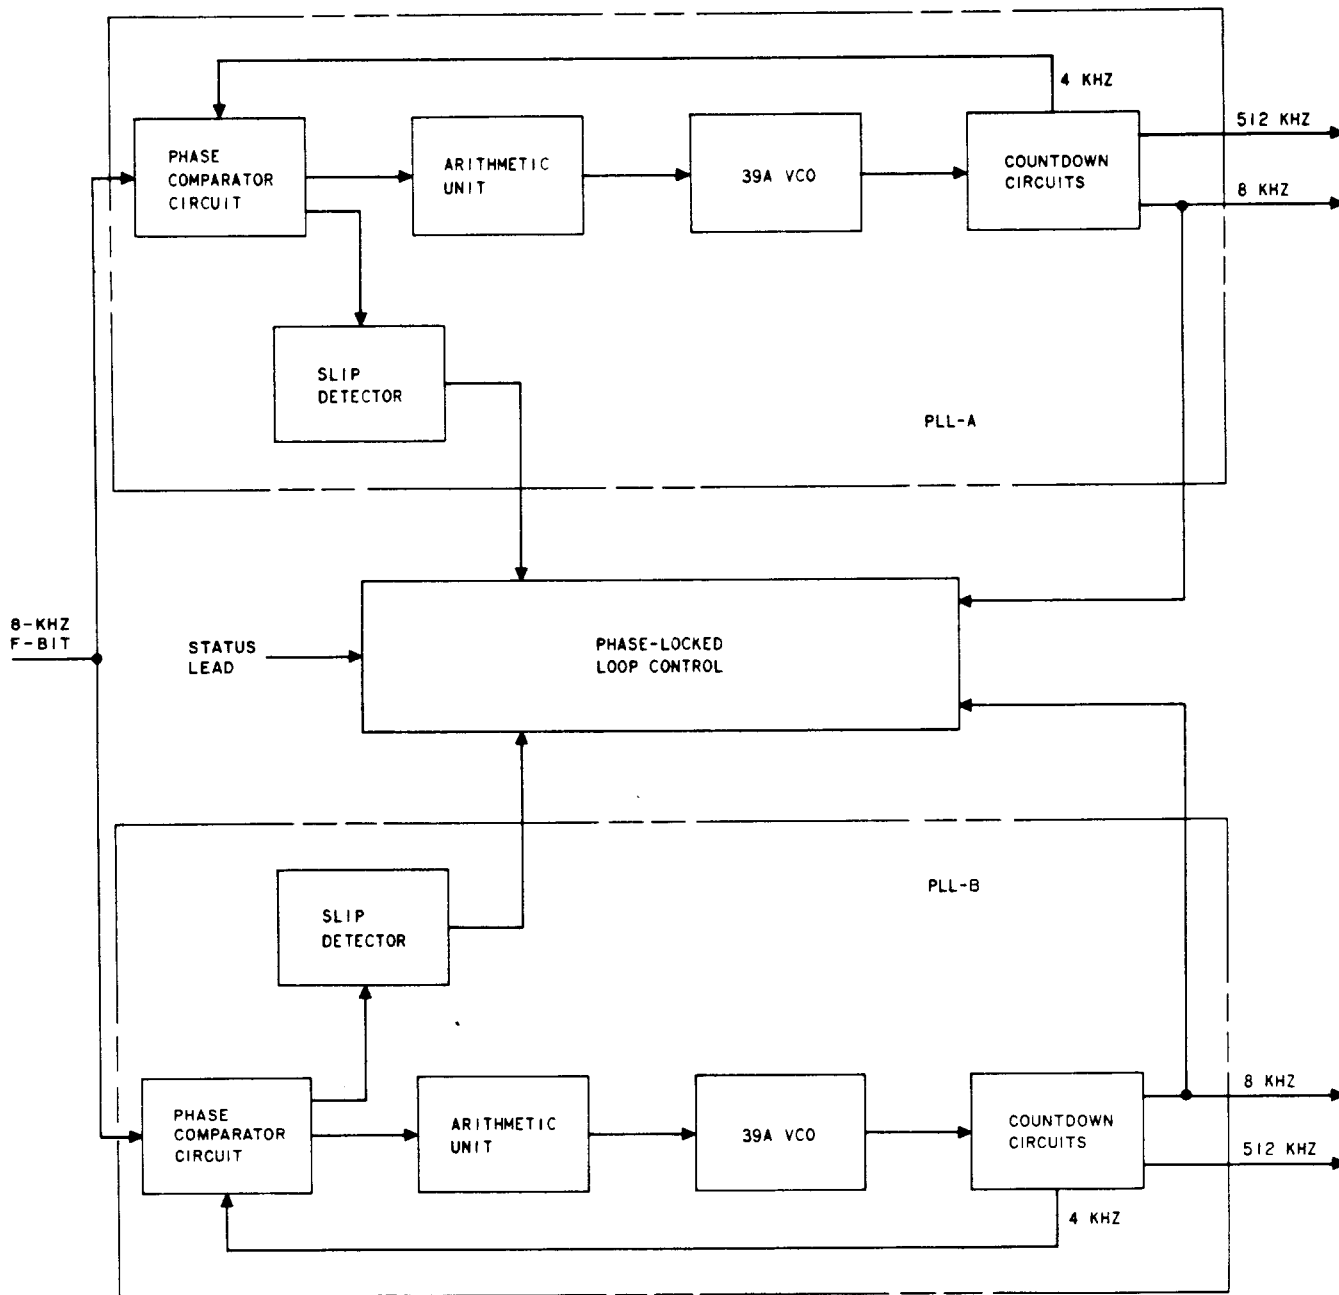 4 KHZ
512 KHZ
PHASE
COMPARATOR
CIRCUIT
ARITHMETIC
UNIT
39A VCO
COUNTDOWN
CIRCUITS
8 KHZ
SLIP
DETECTOR
PLL-A
8-KHZ
F-BIT
STATUS
LEAD
PHASE-LOCKED
LOOP CONTROL
PLL-B
SLIP
DETECTOR
8 KHZ
PHASE
COMPARATOR
CIRCUIT
ARITHMETIC
UNIT
39A VCO
COUNTDOWN
CIRCUITS
512 KHZ
4 KHZ